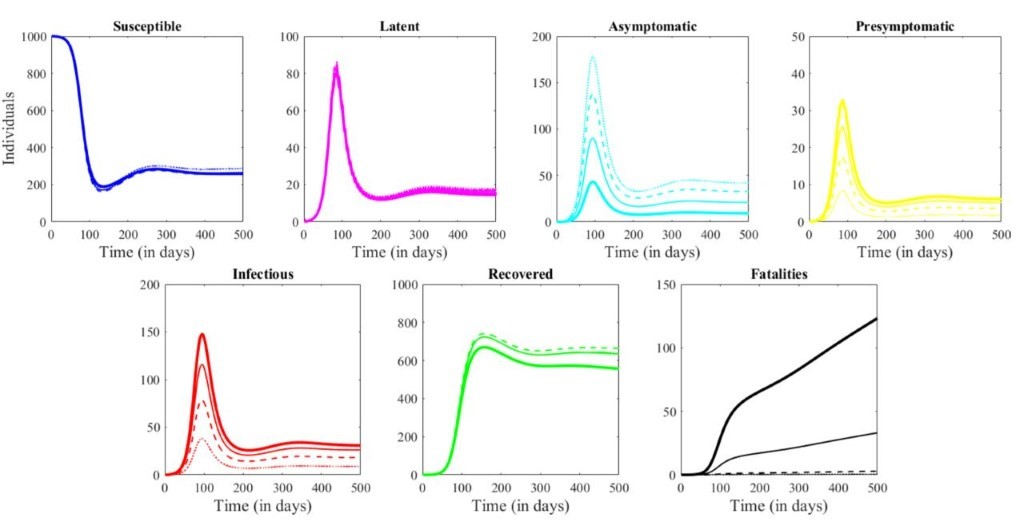 Susceptible
Latent
Asymptomatic
Presymptomatic
1000
800
600
400
200
0
Individuals
0 100 200 300 400 500
Time (in days)
100
80
60
40
20
0
0 100 200 300 400 500
Time (in days)
200
150
100
50
0
0 100 200 300 400 500
Time (in days)
50
40
30
20
10
0
0 100 200 300 400 500
Time (in days)
Infectious
Recovered
Fatalities
200
150
100
50
0
0 100 200 300 400 500
Time (in days)
1000
800
600
400
200
0
0 100 200 300 400 500
Time (in days)
150
100
50
0
0 100 200 300 400 500
Time (in days)